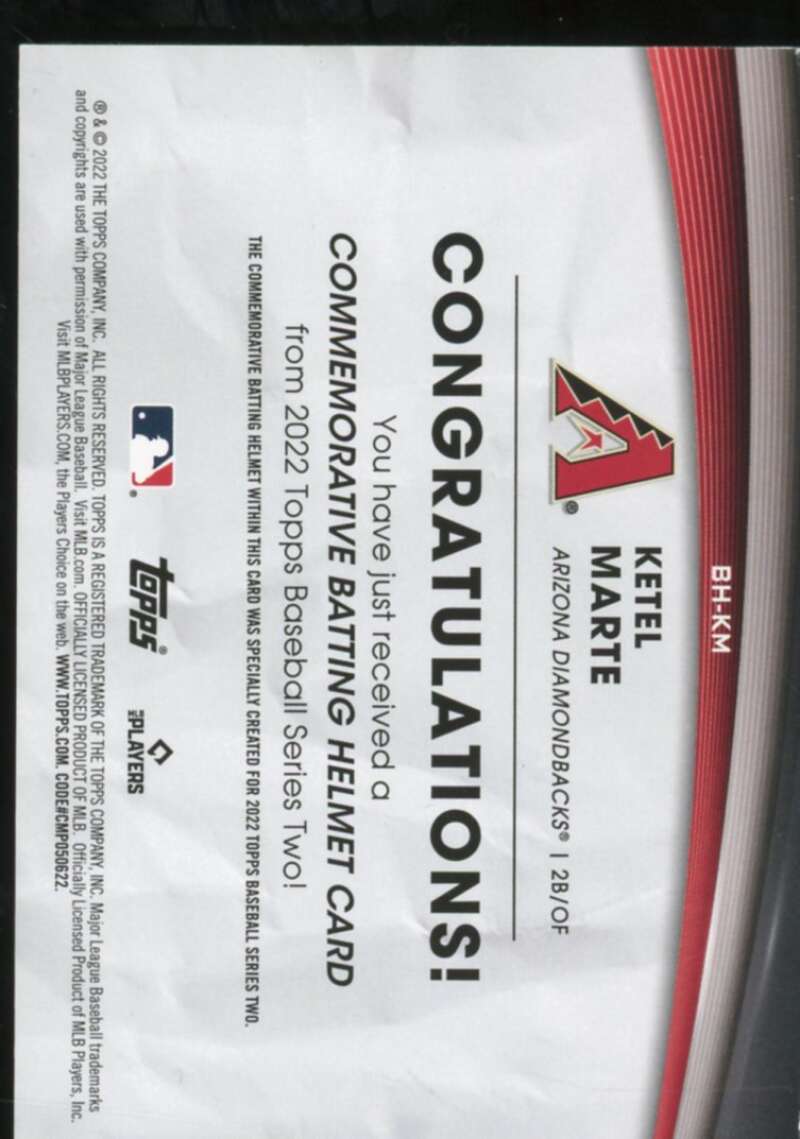 BH-KM
KETEL
MARTE
ARIZONA DIAMONDBACKS® | 2B/OF
CONGRATULATIONS!
You have just received a
COMMEMORATIVE BATTING HELMET CARD
from 2022 Topps Baseball Series Two!
THE COMMEMORATIVE BATTING HELMET WITHIN THIS CARD WAS SPECIALLY CREATED FOR 2022 TOPPS BASEBALL SERIES TWO.
topps® MLB PLAYERS
® & © 2022 THE TOPPS COMPANY, INC. ALL RIGHTS RESERVED. TOPPS IS A REGISTERED TRADEMARK OF THE TOPPS COMPANY, INC. Major League Baseball trademarks
and copyrights are used with permission of Major League Baseball. Visit MLB.com. OFFICIALLY LICENSED PRODUCT OF MLB. Officially Licensed Product of MLB Players, Inc.
Visit MLBPLAYERS.COM, the Players Choice on the web. WWW.TOPPS.COM. CODE#CMP050622.